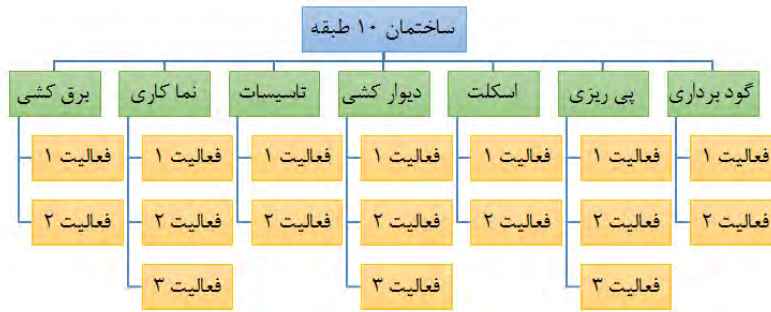 ساختمان ۱۰ طبقه
گود برداری
پی ریزی
اسکلت
دیوار کشی
تاسیسات
نما کاری
برق کشی
فعالیت ۱
فعالیت ۱
فعالیت ۱
فعالیت ۱
فعالیت ۱
فعالیت ۱
فعالیت ۱
فعالیت ۲
فعالیت ۲
فعالیت ۲
فعالیت ۲
فعالیت ۲
فعالیت ۲
فعالیت ۲
فعالیت ۳
فعالیت ۳
فعالیت ۳